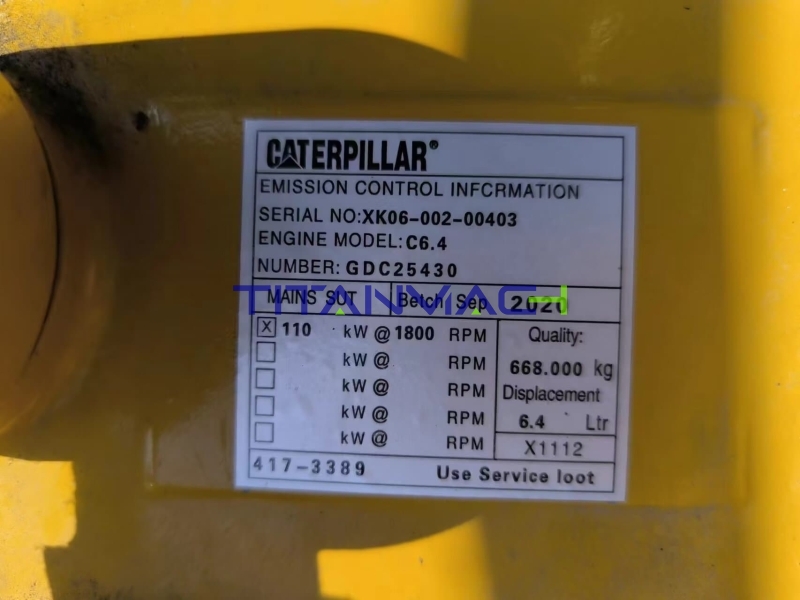 CATERPILLAR®
EMISSION CONTROL INFCRMATION
SERIAL NO:XK06-002-00403
ENGINE MODEL:C6.4
NUMBER: GDC25430
MAINS SUT Betch Sep 2020
TITANMACH
X 110 kW @ 1800 RPM Quality:
kW @ RPM 668.000 kg
kW @ RPM Displacement
kW @ RPM 6.4 Ltr
kW @ RPM X1112
417-3389 Use Service loot